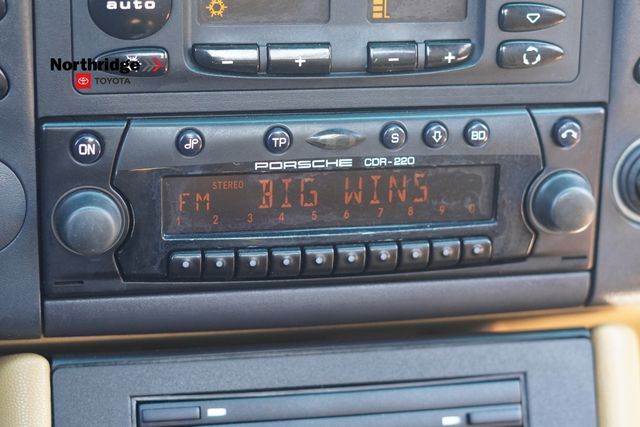 auto
Northridge
TOYOTA
- + - +
ON JP TP S BD
PORSCHE CDR-220
FM STEREO BIG WINS
1 2 3 4 5 6 7 8 9 0